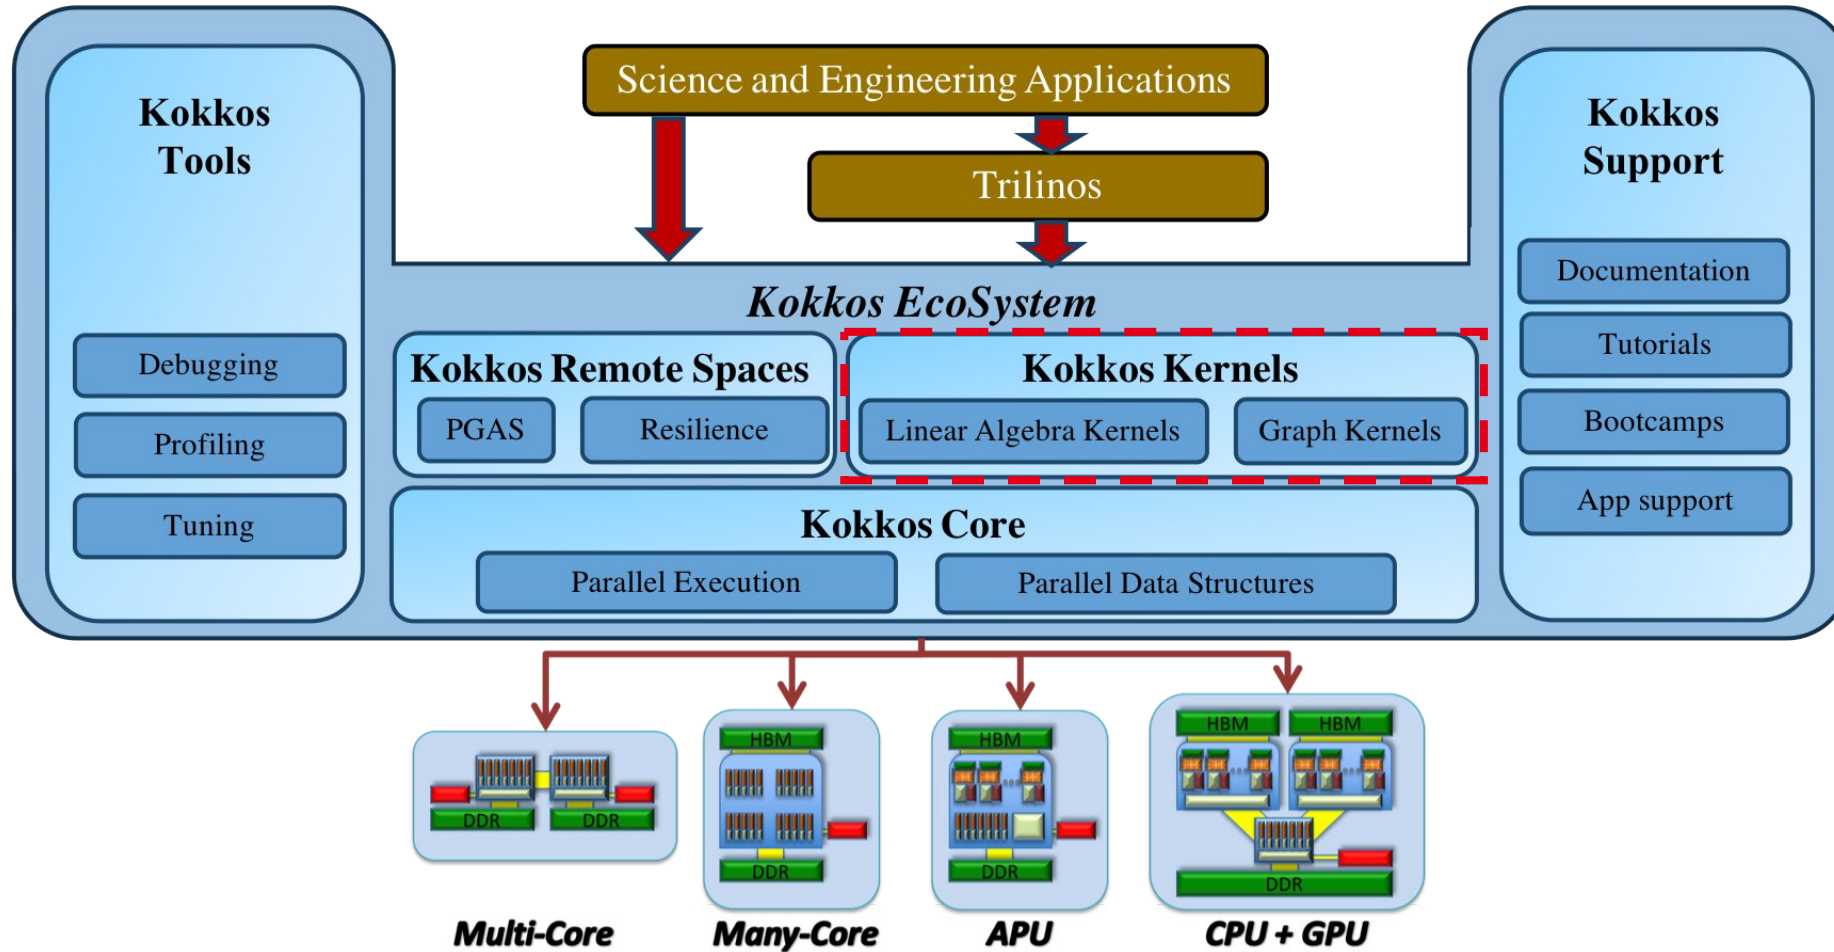 Kokkos
Tools
Debugging
Profiling
Tuning
Science and Engineering Applications
Trilinos
Kokkos EcoSystem
Kokkos Remote Spaces
PGAS
Resilience
Kokkos Kernels
Linear Algebra Kernels
Graph Kernels
Kokkos Core
Parallel Execution
Parallel Data Structures
Kokkos
Support
Documentation
Tutorials
Bootcamps
App support
DDR
DDR
Multi-Core
HBM
DDR
Many-Core
HBM
DDR
APU
HBM
HBM
DDR
CPU + GPU